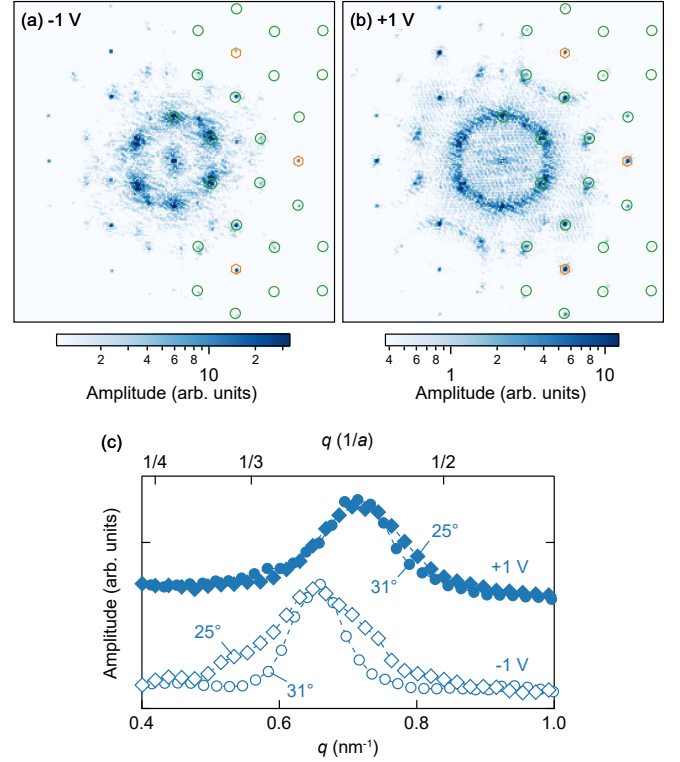 (a) -1 V
(b) +1 V
2 4 6 8 10 2
4 6 8 1 2 4 6 8 10
Amplitude (arb. units)
Amplitude (arb. units)
(c)
q (1/a)
1/4 1/3 1/2
Amplitude (arb. units)
25°
31°
+1 V
25°
31°
-1 V
0.4 0.6 0.8 1.0
q (nm⁻¹)